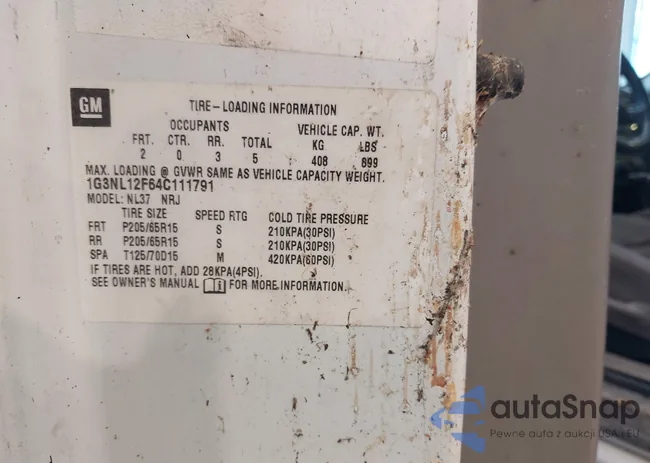 GM
TIRE-LOADING INFORMATION
OCCUPANTS VEHICLE CAP. WT.
FRT. CTR. RR. TOTAL KG LBS
2 0 3 5 408 899
MAX. LOADING @ GVWR SAME AS VEHICLE CAPACITY WEIGHT.
1G3NL12F64C111791
MODEL: NL37 NRJ
TIRE SIZE SPEED RTG COLD TIRE PRESSURE
FRT P205/65R15 S 210KPA(30PSI)
RR P205/65R15 S 210KPA(30PSI)
SPA T125/70D15 M 420KPA(60PSI)
IF TIRES ARE HOT, ADD 28KPA(4PSI).
SEE OWNER'S MANUAL FOR MORE INFORMATION.
autaSnap
Pewne auta z aukcji USA i EU